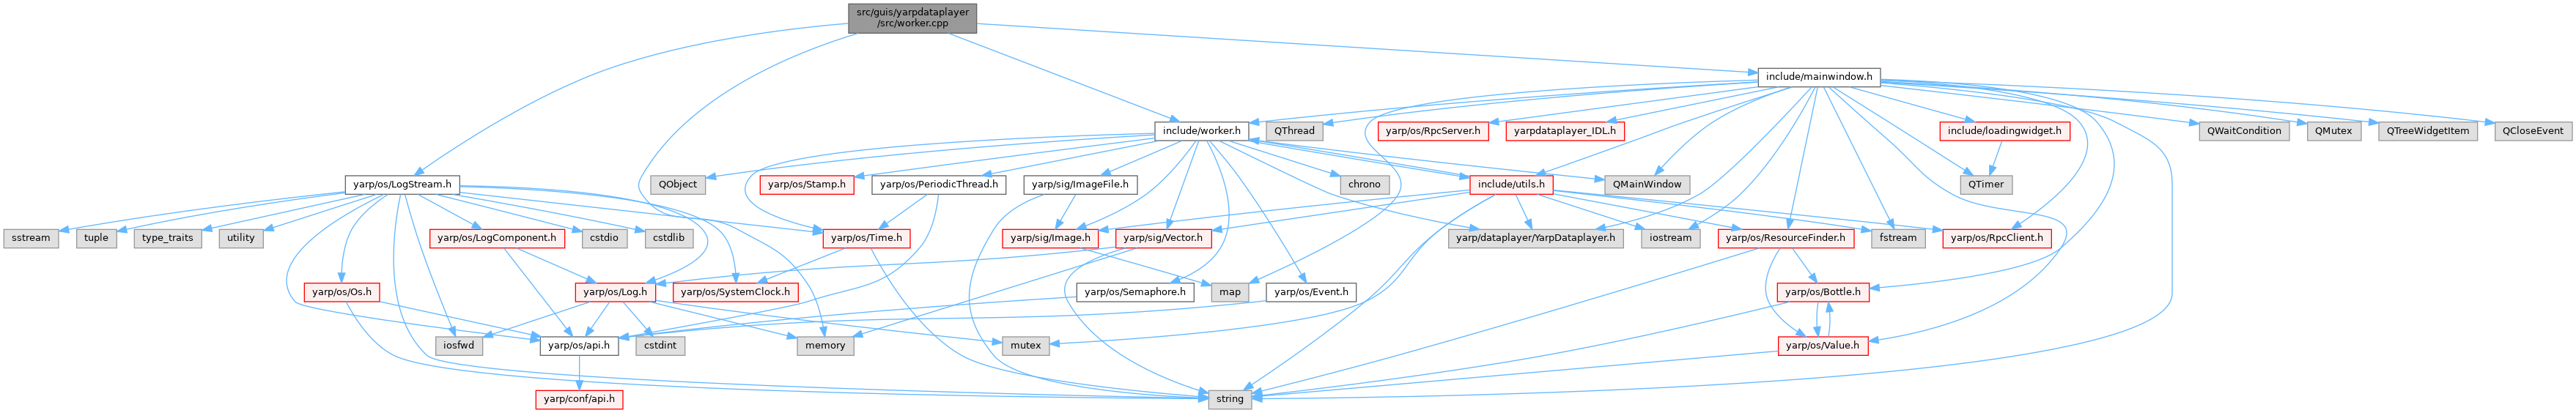 src/guis/yarpdataplayer
/src/worker.cpp
include/mainwindow.h
include/worker.h
QThread
yarp/os/RpcServer.h
yarpdataplayer_IDL.h
include/loadingwidget.h
QWaitCondition
QMutex
QTreeWidgetItem
QCloseEvent
yarp/os/LogStream.h
QObject
yarp/os/Stamp.h
yarp/os/PeriodicThread.h
yarp/sig/ImageFile.h
chrono
include/utils.h
QMainWindow
QTimer
sstream
tuple
type_traits
utility
yarp/os/LogComponent.h
cstdio
cstdlib
yarp/os/Time.h
yarp/sig/Image.h
yarp/sig/Vector.h
yarp/dataplayer/YarpDataplayer.h
iostream
yarp/os/ResourceFinder.h
fstream
yarp/os/RpcClient.h
yarp/os/Os.h
yarp/os/Log.h
yarp/os/SystemClock.h
yarp/os/Semaphore.h
map
yarp/os/Event.h
yarp/os/Bottle.h
iosfwd
yarp/os/api.h
cstdint
memory
mutex
yarp/os/Value.h
yarp/conf/api.h
string